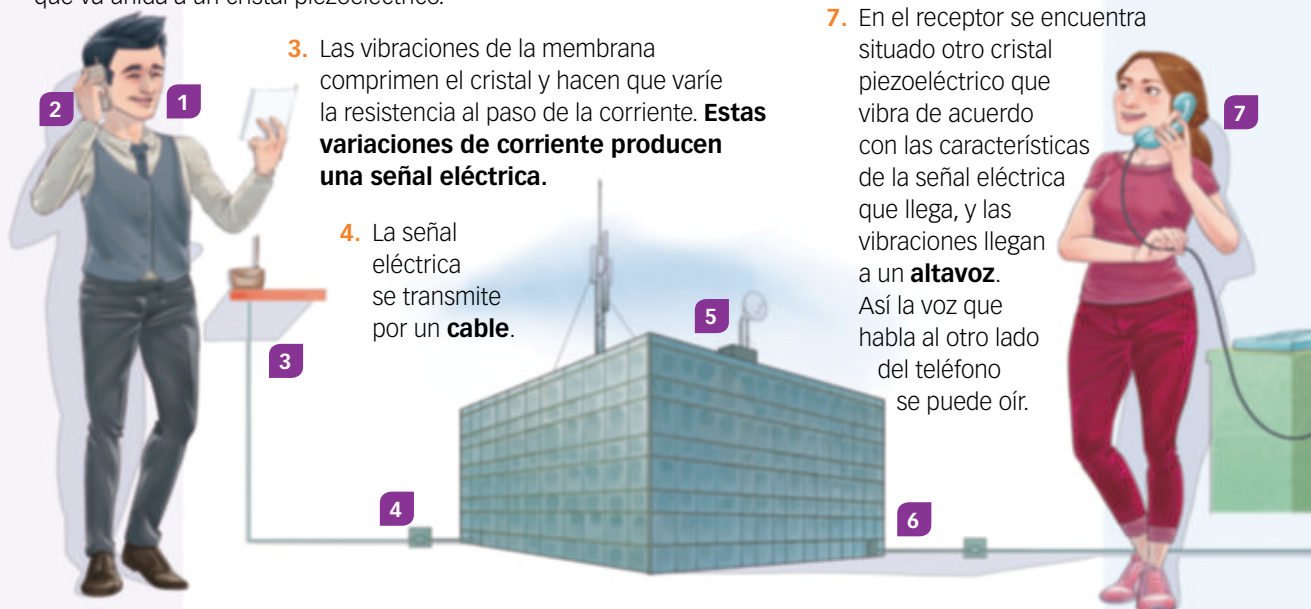 que va unida a un cristal piezoeléctrico.
3. Las vibraciones de la membrana
comprimen el cristal y hacen que varíe
la resistencia al paso de la corriente. Estas
variaciones de corriente producen
una señal eléctrica.
4. La señal
eléctrica
se transmite
por un cable.
7. En el receptor se encuentra
situado otro cristal
piezoeléctrico que
vibra de acuerdo
con las características
de la señal eléctrica
que llega, y las
vibraciones llegan
a un altavoz.
Así la voz que
habla al otro lado
del teléfono
se puede oír.
2
1
3
4
5
6
7